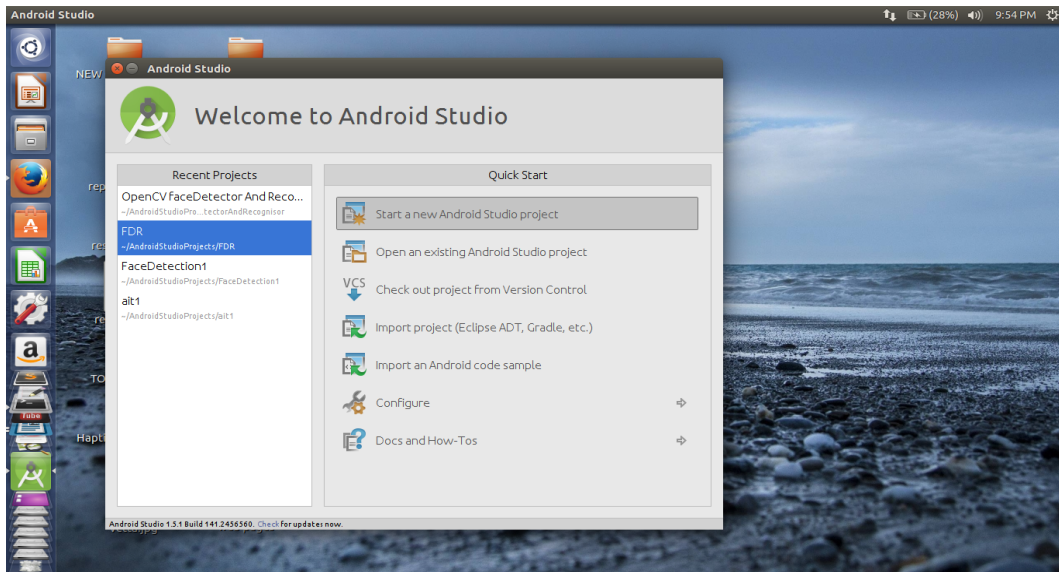 Android Studio
(28%)
9:54 PM
NEW
Android Studio
Welcome to Android Studio
Recent Projects
OpenCV faceDetector And Reco...
~/AndroidStudioPro...tectorAndRecognisor
FDR
~/AndroidStudioProjects/FDR
FaceDetection1
~/AndroidStudioProjects/FaceDetection1
ait1
~/AndroidStudioProjects/ait1
Quick Start
Start a new Android Studio project
Open an existing Android Studio project
VCS
Check out project from Version Control
Import project (Eclipse ADT, Gradle, etc.)
Import an Android code sample
Configure
Docs and How-Tos
Android Studio 1.5.1 Build 141.2456560. Check for updates now.
rep
re
TO
Hapti
a
Tube